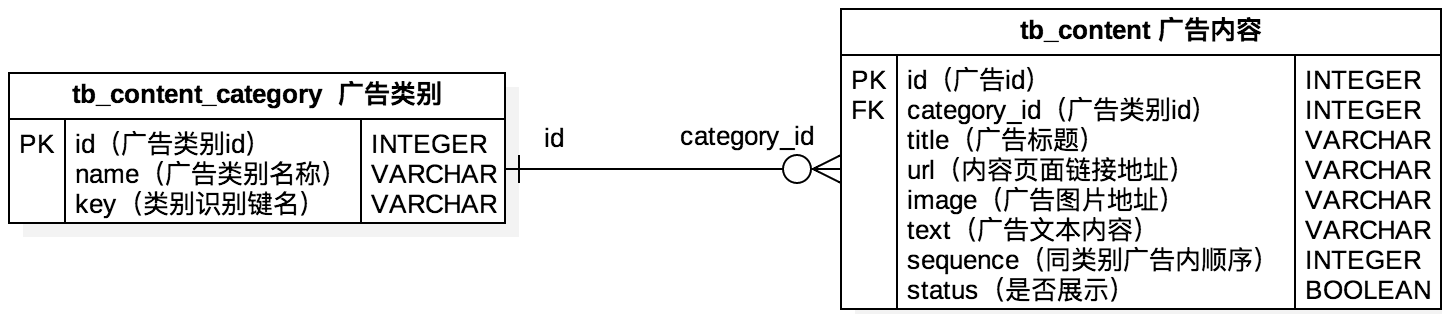 tb_content_category 广告类别
PK id（广告类别id） INTEGER
name（广告类别名称） VARCHAR
key（类别识别键名） VARCHAR
id
category_id
tb_content 广告内容
PK id（广告id） INTEGER
FK category_id（广告类别id） INTEGER
title（广告标题） VARCHAR
url（内容页面链接地址） VARCHAR
image（广告图片地址） VARCHAR
text（广告文本内容） VARCHAR
sequence（同类别广告内顺序） INTEGER
status（是否展示） BOOLEAN